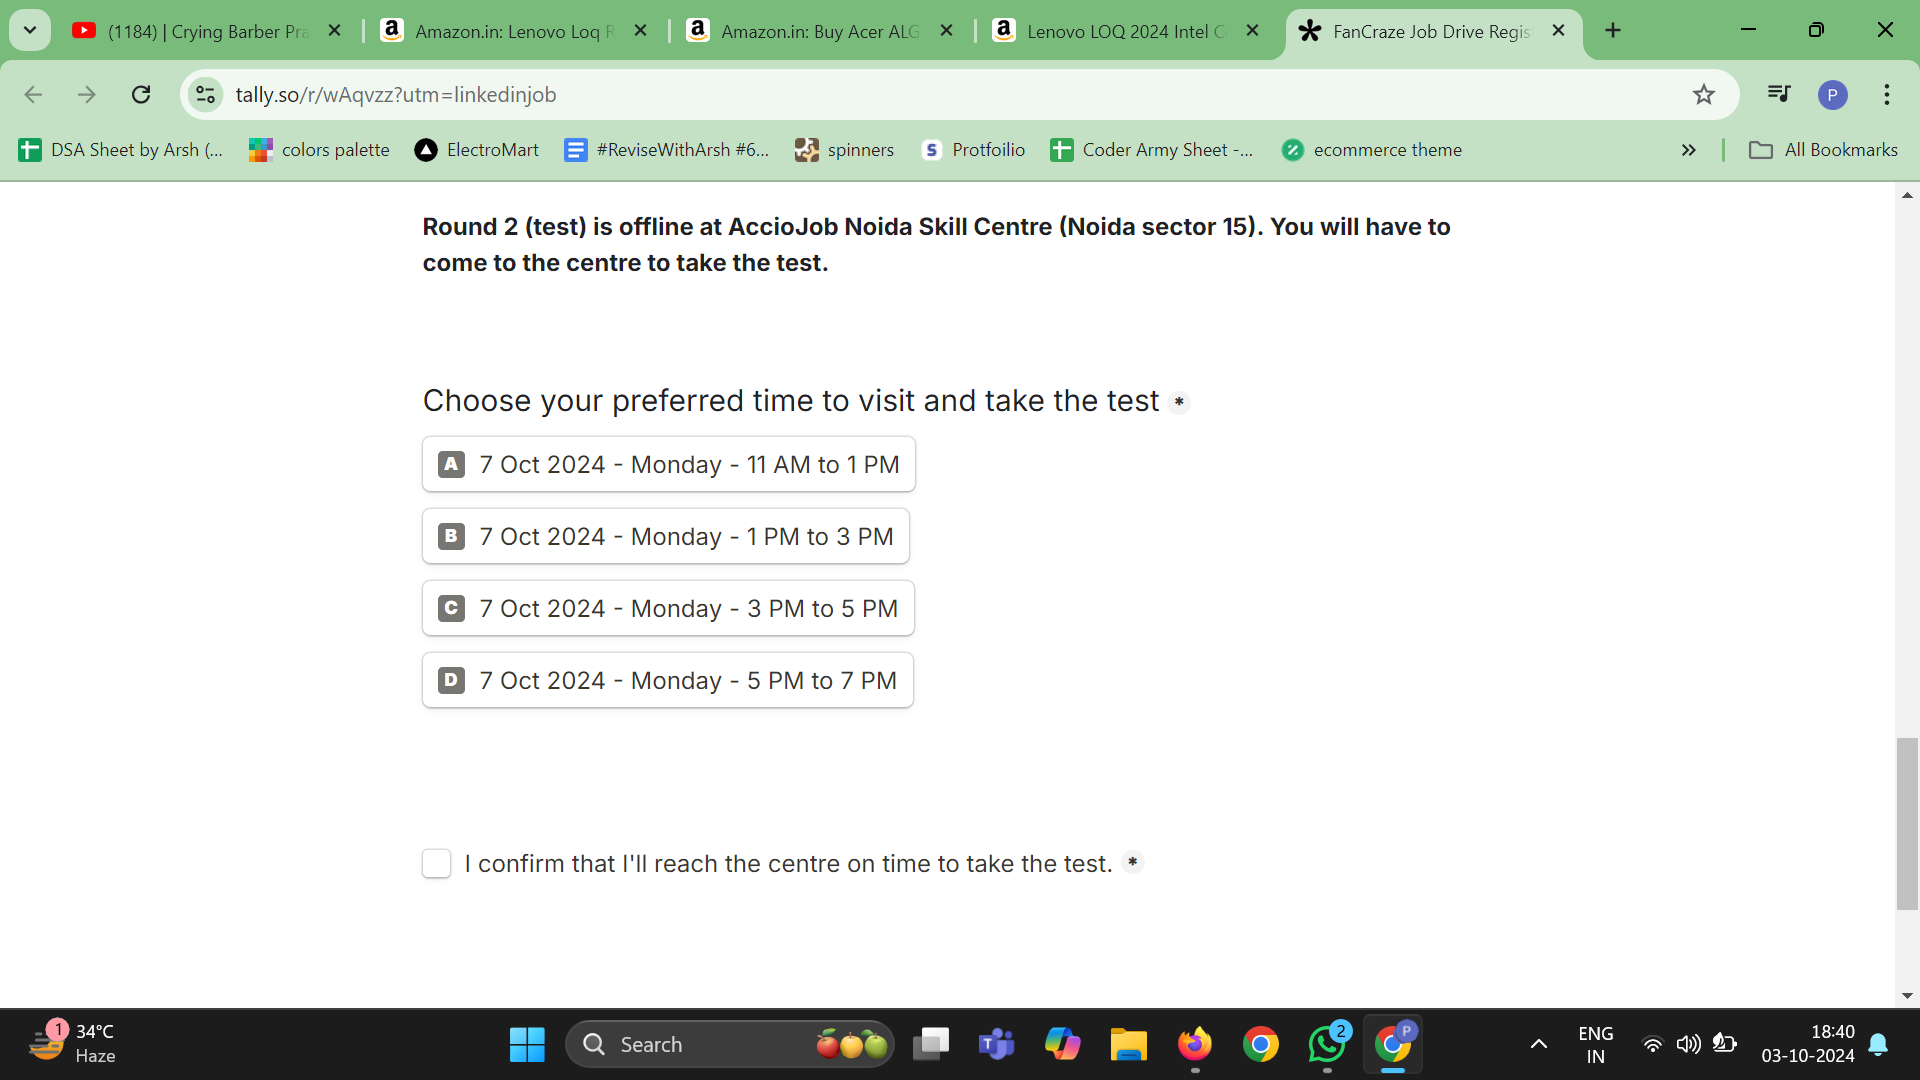 (1184) | Crying Barber Pra
Amazon.in: Lenovo Loq R
Amazon.in: Buy Acer ALG
Lenovo LOQ 2024 Intel C
FanCraze Job Drive Regis
tally.so/r/wAqvzz?utm=linkedinjob
P
DSA Sheet by Arsh (...
colors palette
ElectroMart
#ReviseWithArsh #6...
spinners
S Protfoilio
Coder Army Sheet -...
ecommerce theme
All Bookmarks
Round 2 (test) is offline at AccioJob Noida Skill Centre (Noida sector 15). You will have to
come to the centre to take the test.
Choose your preferred time to visit and take the test *
A 7 Oct 2024 - Monday - 11 AM to 1 PM
B 7 Oct 2024 - Monday - 1 PM to 3 PM
C 7 Oct 2024 - Monday - 3 PM to 5 PM
D 7 Oct 2024 - Monday - 5 PM to 7 PM
I confirm that I'll reach the centre on time to take the test. *
1
34°C
Haze
Search
2
P
ENG
IN
18:40
03-10-2024